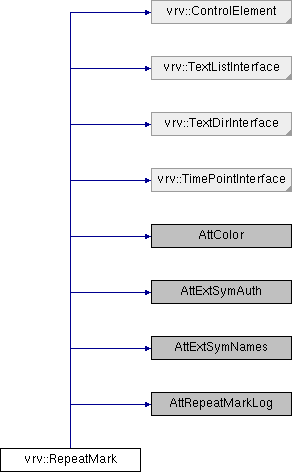 vrv::ControlElement
vrv::TextListInterface
vrv::TextDirInterface
vrv::TimePointInterface
AttColor
AttExtSymAuth
AttExtSymNames
AttRepeatMarkLog
vrv::RepeatMark